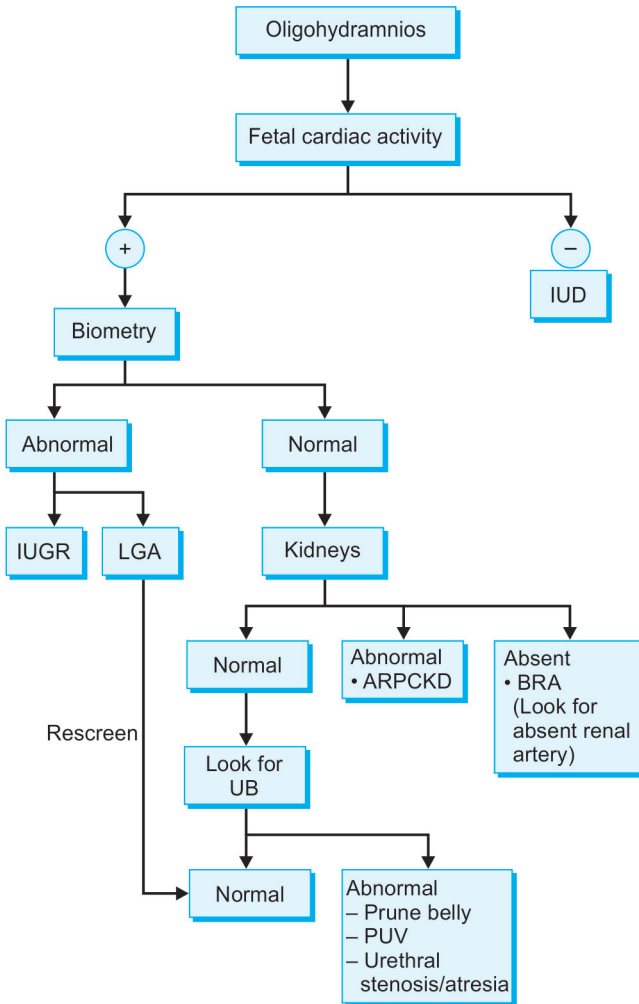 Oligohydramnios
Fetal cardiac activity
+
–
IUD
Biometry
Abnormal
Normal
IUGR
LGA
Kidneys
Normal
Abnormal
• ARPCKD
Absent
• BRA
(Look for
absent renal
artery)
Rescreen
Look for
UB
Normal
Abnormal
– Prune belly
– PUV
– Urethral
stenosis/atresia